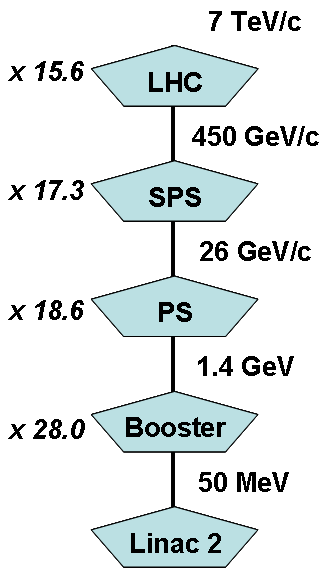 7 TeV/c
x 15.6
LHC
450 GeV/c
x 17.3
SPS
26 GeV/c
x 18.6
PS
1.4 GeV
x 28.0
Booster
50 MeV
Linac 2